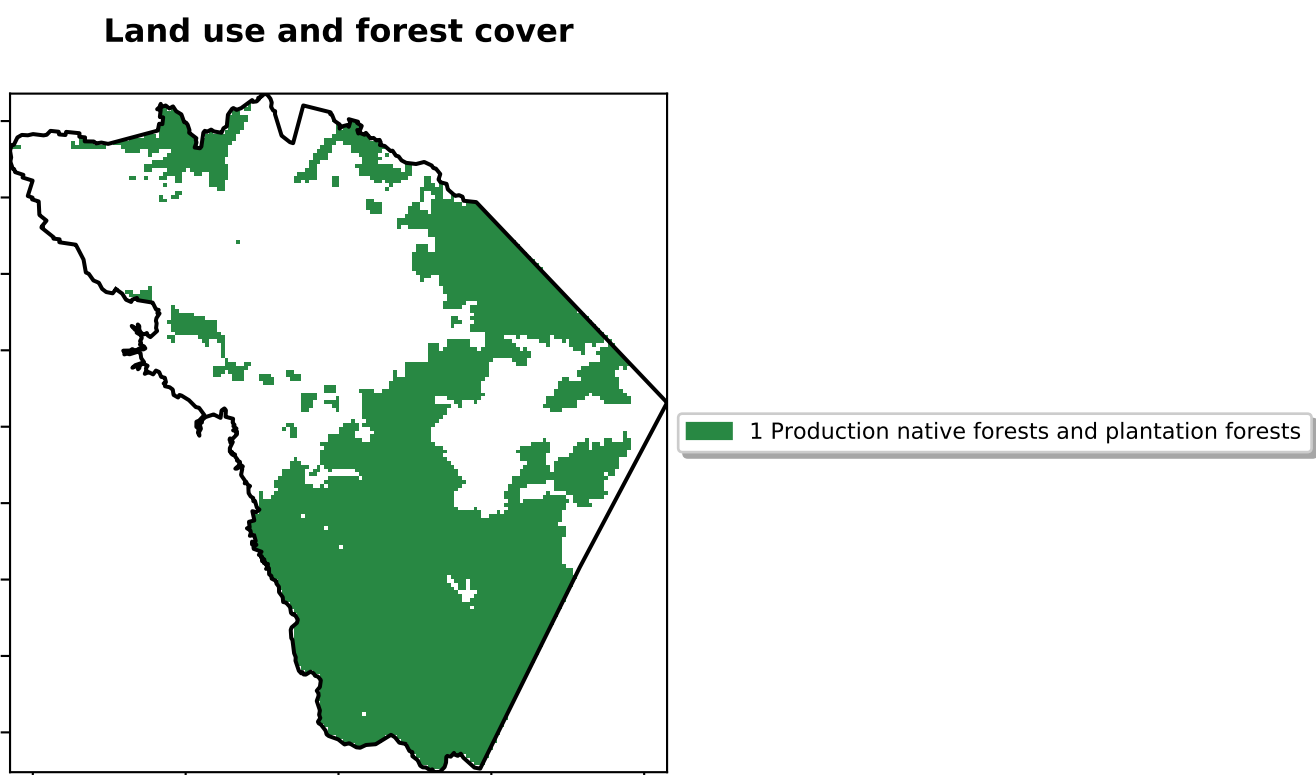 Land use and forest cover
1 Production native forests and plantation forests